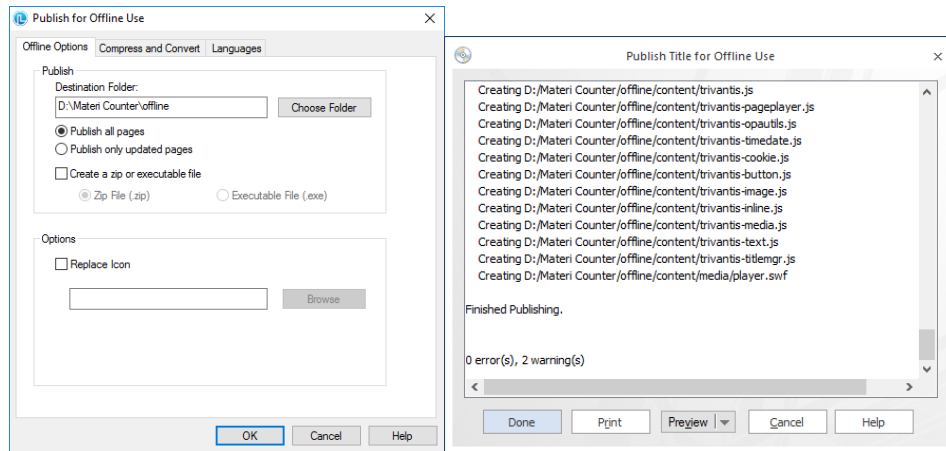 Publish for Offline Use
Offline Options Compress and Convert Languages
Publish
Destination Folder:
D:\Materi Counter\offline Choose Folder
Publish all pages
Publish only updated pages
Create a zip or executable file
Zip File (.zip) Executable File (.exe)
Options
Replace Icon
Browse
OK Cancel Help
Publish Title for Offline Use
Creating D:/Materi Counter/offline/content/trivantis.js
Creating D:/Materi Counter/offline/content/trivantis-pageplayer.js
Creating D:/Materi Counter/offline/content/trivantis-opautils.js
Creating D:/Materi Counter/offline/content/trivantis-timedate.js
Creating D:/Materi Counter/offline/content/trivantis-cookie.js
Creating D:/Materi Counter/offline/content/trivantis-button.js
Creating D:/Materi Counter/offline/content/trivantis-image.js
Creating D:/Materi Counter/offline/content/trivantis-inline.js
Creating D:/Materi Counter/offline/content/trivantis-media.js
Creating D:/Materi Counter/offline/content/trivantis-text.js
Creating D:/Materi Counter/offline/content/trivantis-titlemgr.js
Creating D:/Materi Counter/offline/content/media/player.swf
Finished Publishing.
0 error(s), 2 warning(s)
Done Print Preview Cancel Help